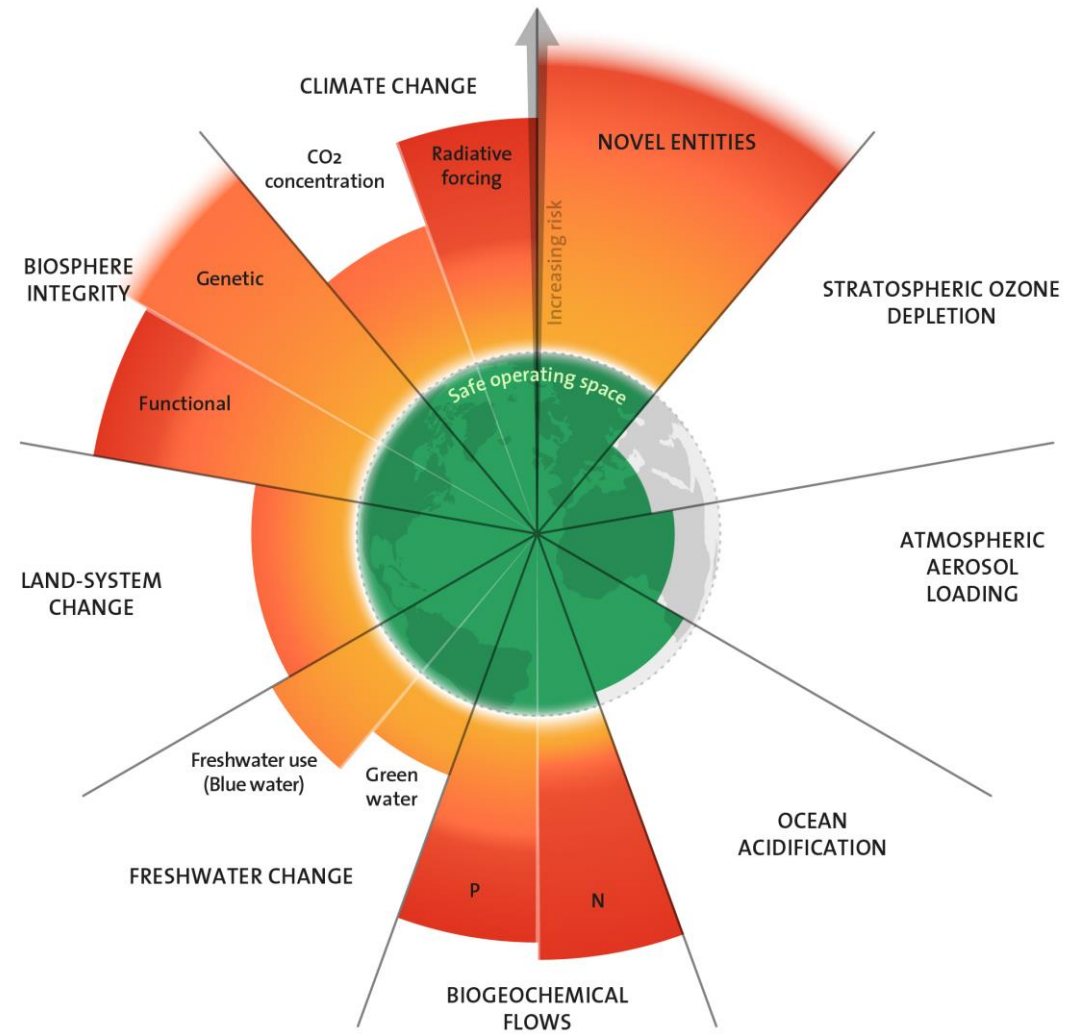 CLIMATE CHANGE
CO2
concentration
Radiative
forcing
NOVEL ENTITIES
Increasing risk
STRATOSPHERIC OZONE
DEPLETION
BIOSPHERE
INTEGRITY
Genetic
Functional
Safe operating space
ATMOSPHERIC
AEROSOL
LOADING
LAND-SYSTEM
CHANGE
Freshwater use
(Blue water)
Green
water
FRESHWATER CHANGE
P
N
OCEAN
ACIDIFICATION
BIOGEOCHEMICAL
FLOWS